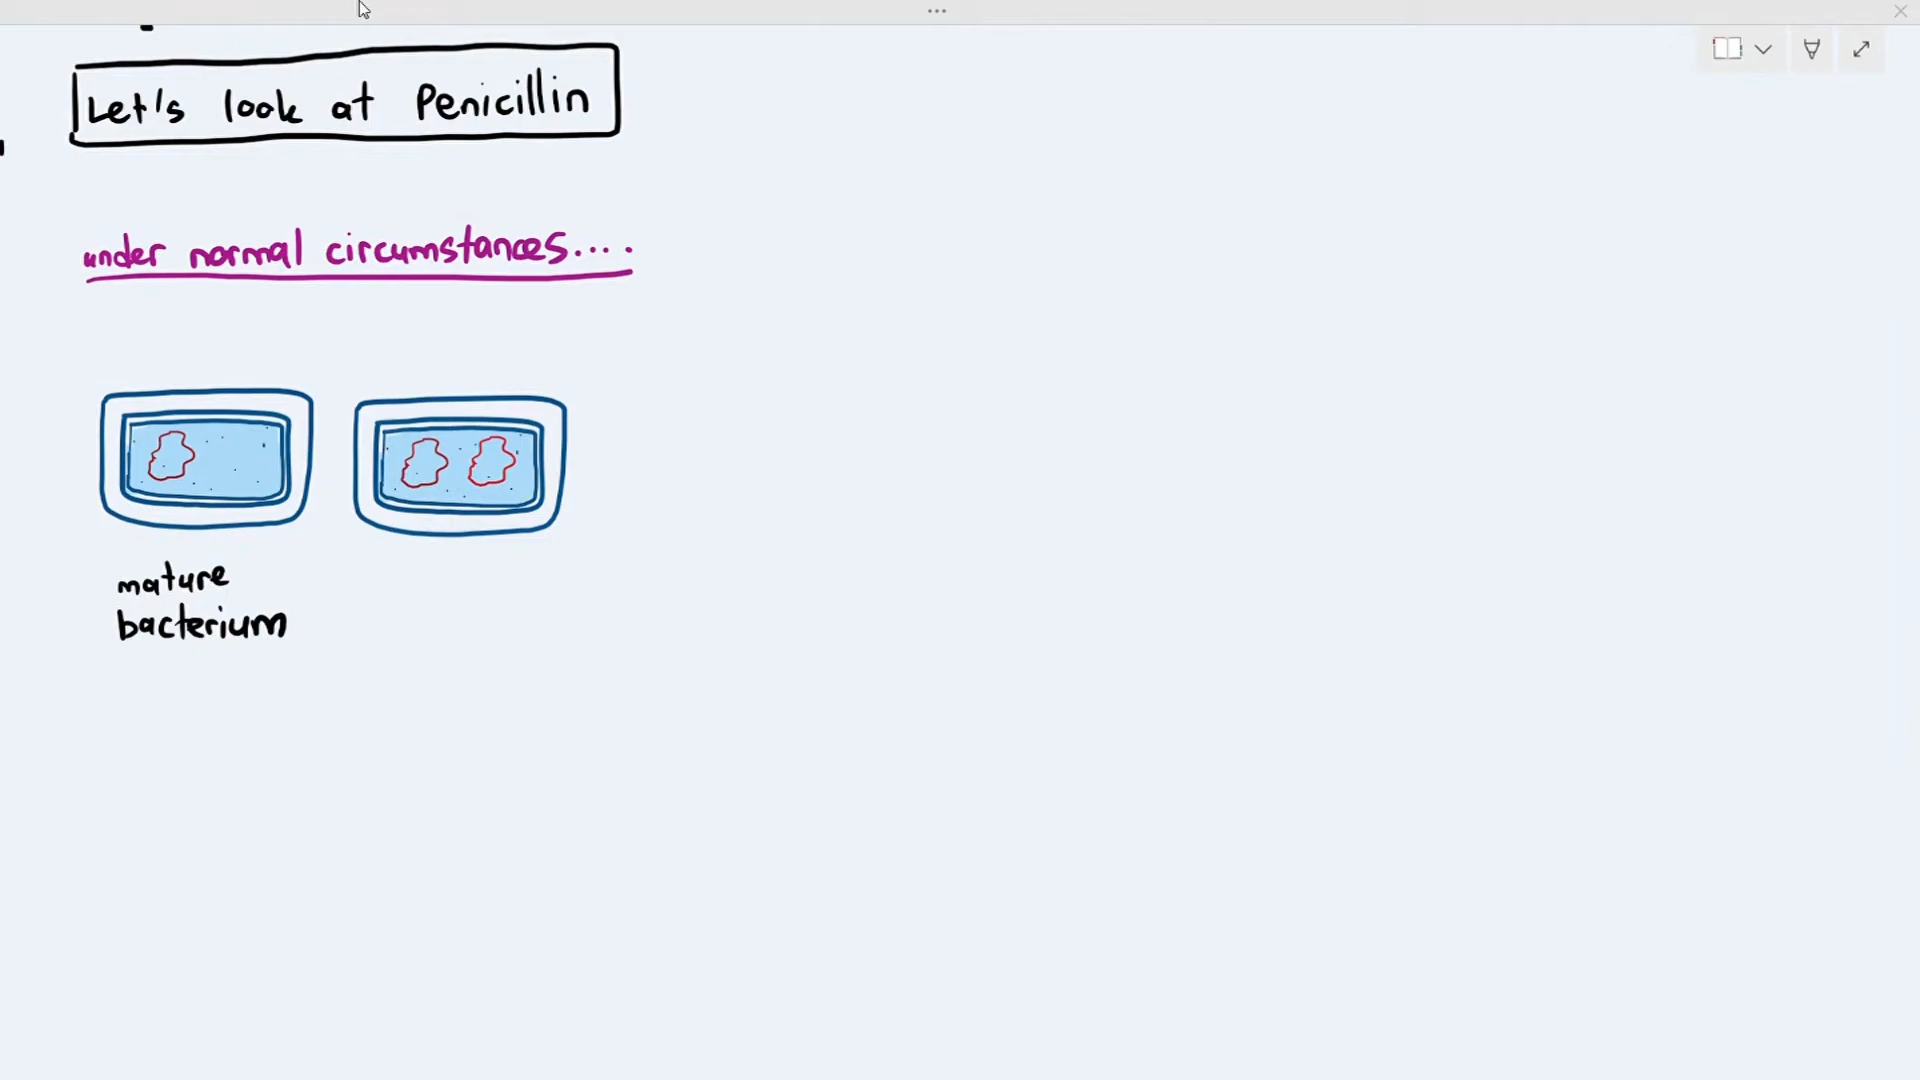 Let's look at Penicillin
under normal circumstances....
mature
bacterium